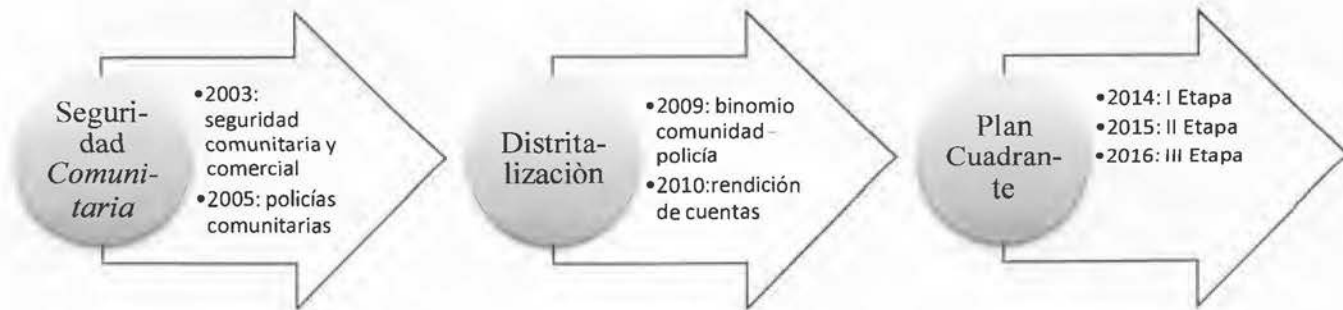 Seguri-
dad
Comuni-
taria
•2003:
seguridad
comunitaria y
comercial
•2005: policías
comunitarias
Distrita-
lizaciòn
•2009: binomio
comunidad –
policía
•2010:rendición
de cuentas
Plan
Cuadran-
te
•2014: I Etapa
•2015: II Etapa
•2016: III Etapa